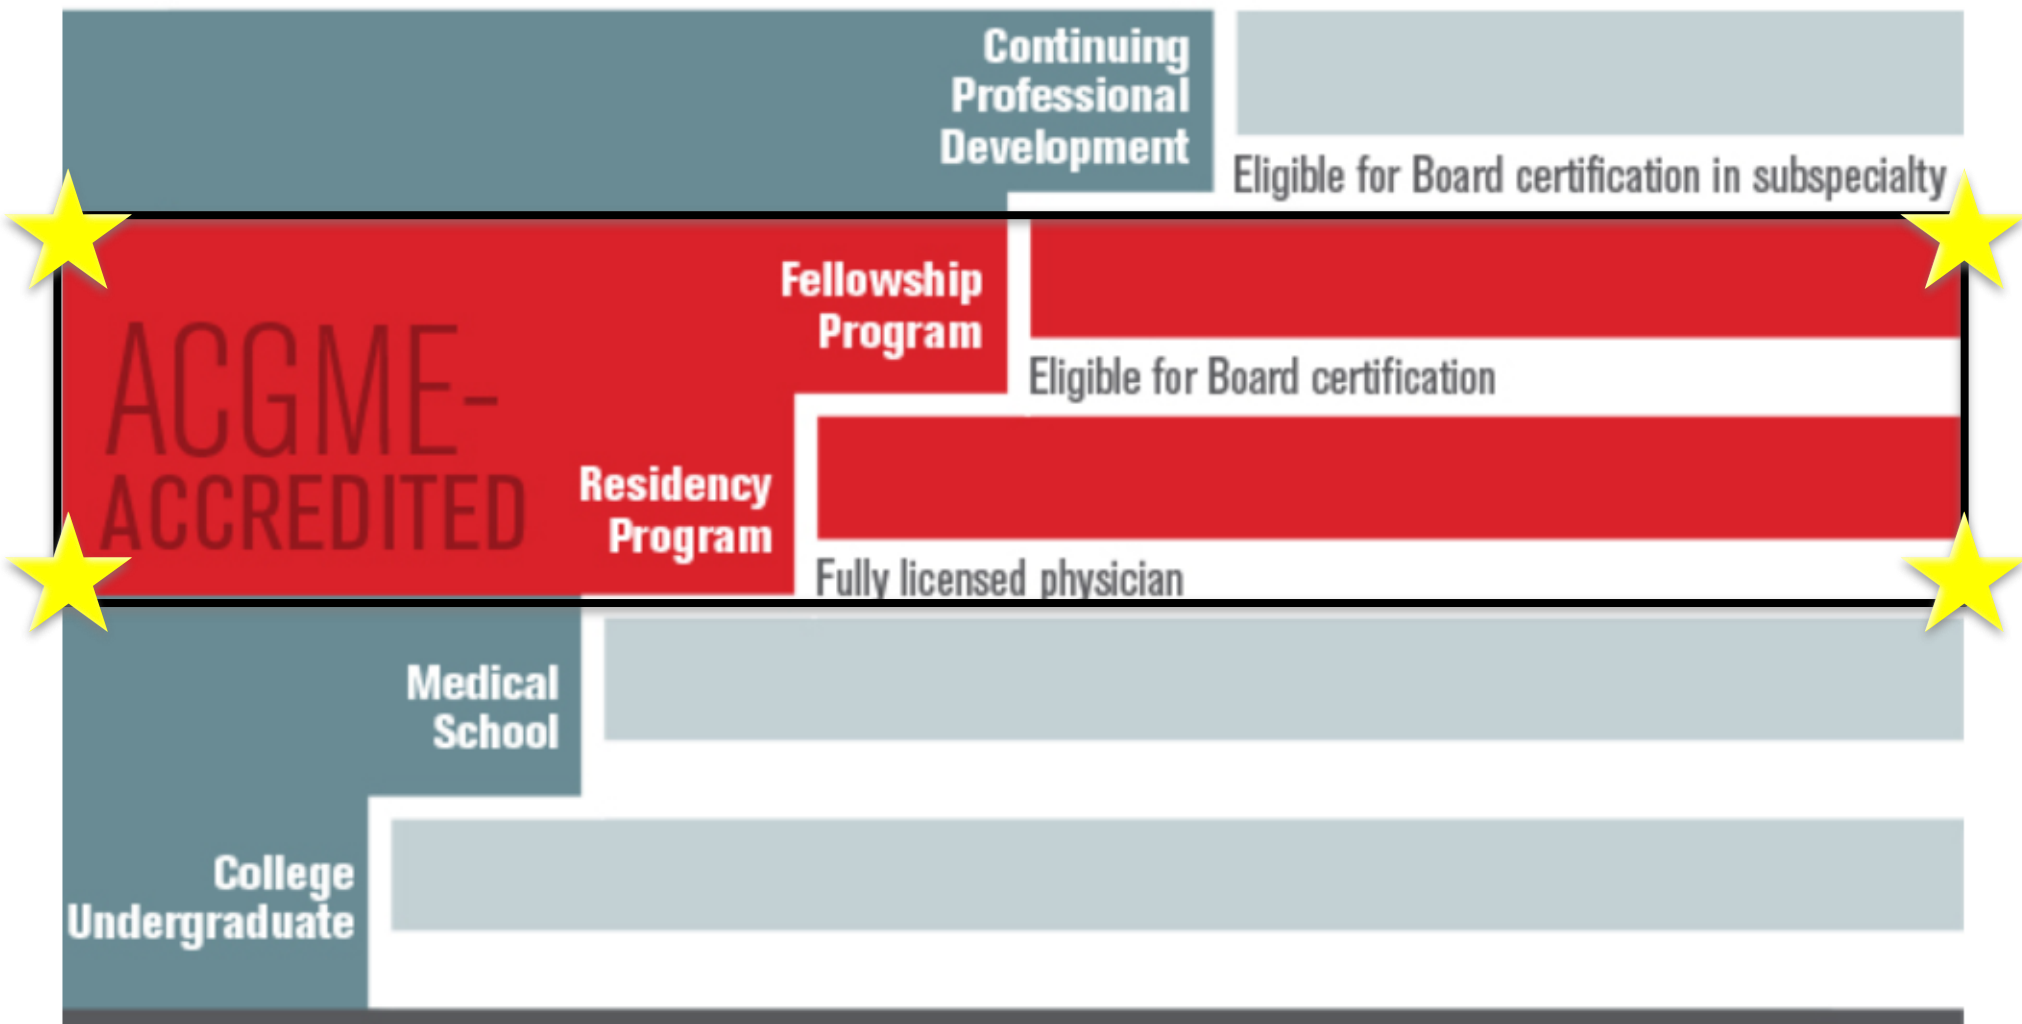 Continuing
Professional
Development
Eligible for Board certification in subspecialty
Fellowship
Program
Eligible for Board certification
ACGME-
ACCREDITED
Residency
Program
Fully licensed physician
Medical
School
College
Undergraduate